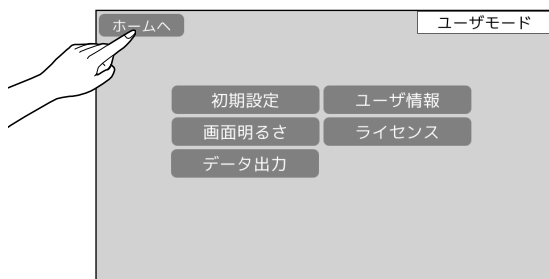 ホームへ
ユーザモード
初期設定
ユーザ情報
画面明るさ
ライセンス
データ出力